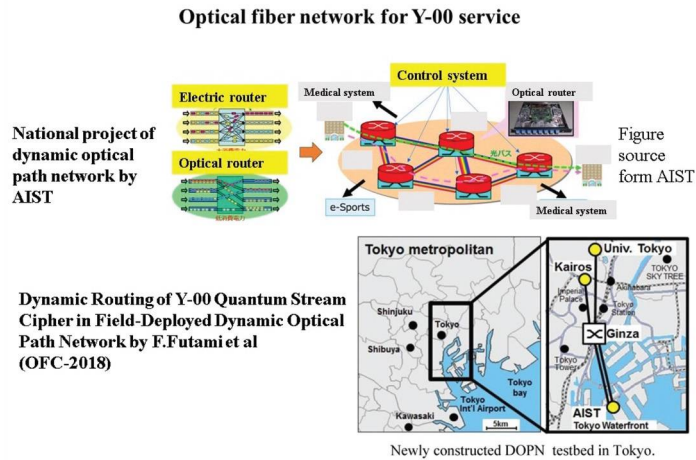 Optical fiber network for Y-00 service
Electric router
Optical router
National project of
dynamic optical
path network by
AIST
Control system
Medical system
Optical router
光パス
e-Sports
Medical system
Figure
source
form AIST
Dynamic Routing of Y-00 Quantum Stream
Cipher in Field-Deployed Dynamic Optical
Path Network by F.Futami et al
(OFC-2018)
Tokyo metropolitan
Shinjuku
Tokyo
Shibuya
Tokyo
Int'l Airport
Kawasaki
Tokyo
bay
5km
Univ. Tokyo
TOKYO
SKY TREE
Kairos
Akihabara
Imperial
Palace
Tokyo
Station
Ginza
Tokyo
Tower
AIST
Tokyo Waterfront
Newly constructed DOPN testbed in Tokyo.